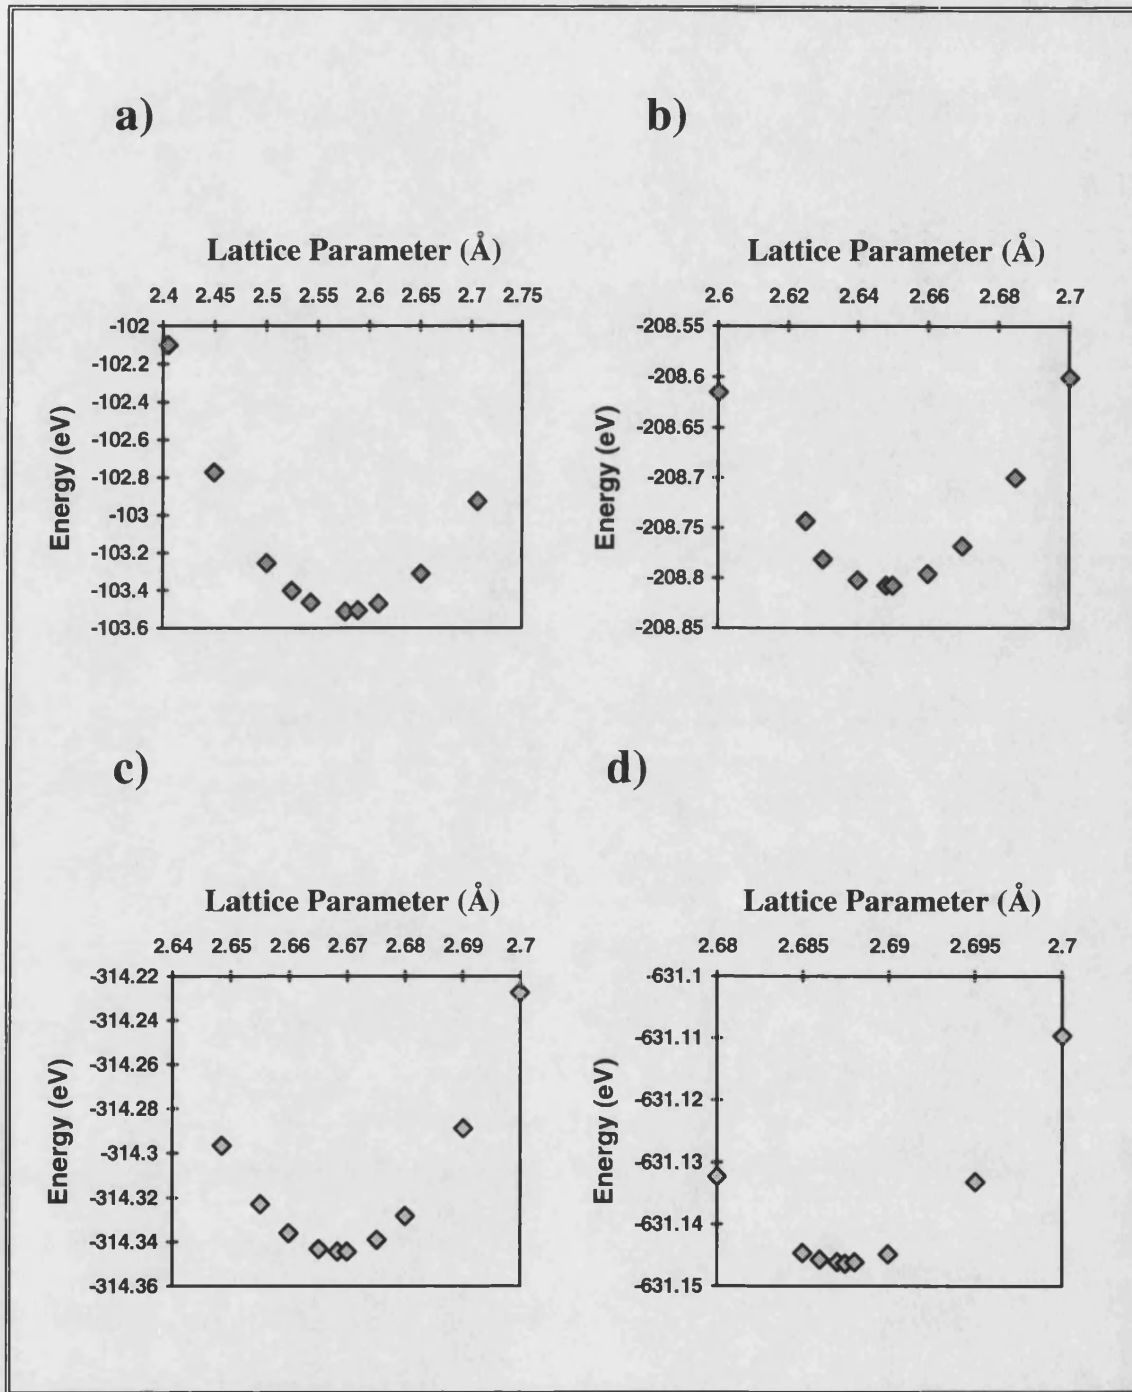 a)
Lattice Parameter (Å)
2.4 2.45 2.5 2.55 2.6 2.65 2.7 2.75
-102
-102.2
-102.4
-102.6
-102.8
-103
-103.2
-103.4
-103.6
Energy (eV)
b)
Lattice Parameter (Å)
2.6 2.62 2.64 2.66 2.68 2.7
-208.55
-208.6
-208.65
-208.7
-208.75
-208.8
-208.85
Energy (eV)
c)
Lattice Parameter (Å)
2.64 2.65 2.66 2.67 2.68 2.69 2.7
-314.22
-314.24
-314.26
-314.28
-314.3
-314.32
-314.34
-314.36
Energy (eV)
d)
Lattice Parameter (Å)
2.68 2.685 2.69 2.695 2.7
-631.1
-631.11
-631.12
-631.13
-631.14
-631.15
Energy (eV)